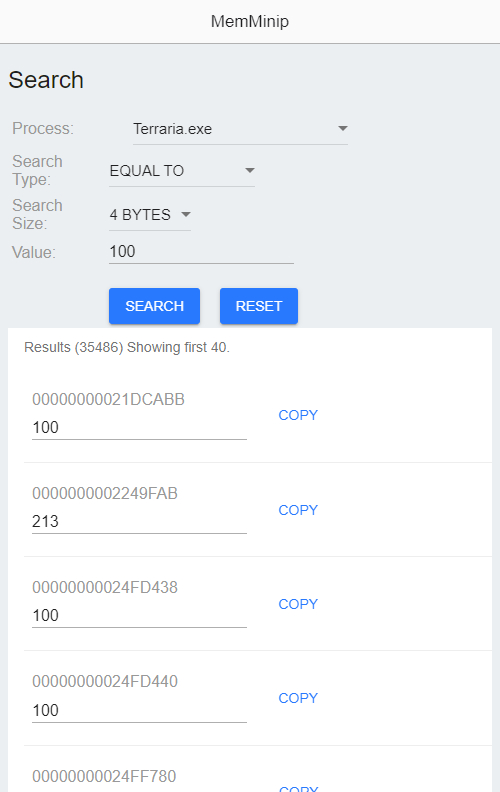 MemMinip
Search
Process: Terraria.exe
Search Type: EQUAL TO
Search Size: 4 BYTES
Value: 100
SEARCH RESET
Results (35486) Showing first 40.
00000000021DCABB
100 COPY
0000000002249FAB
213 COPY
00000000024FD438
100 COPY
00000000024FD440
100 COPY
00000000024FF780
COPY